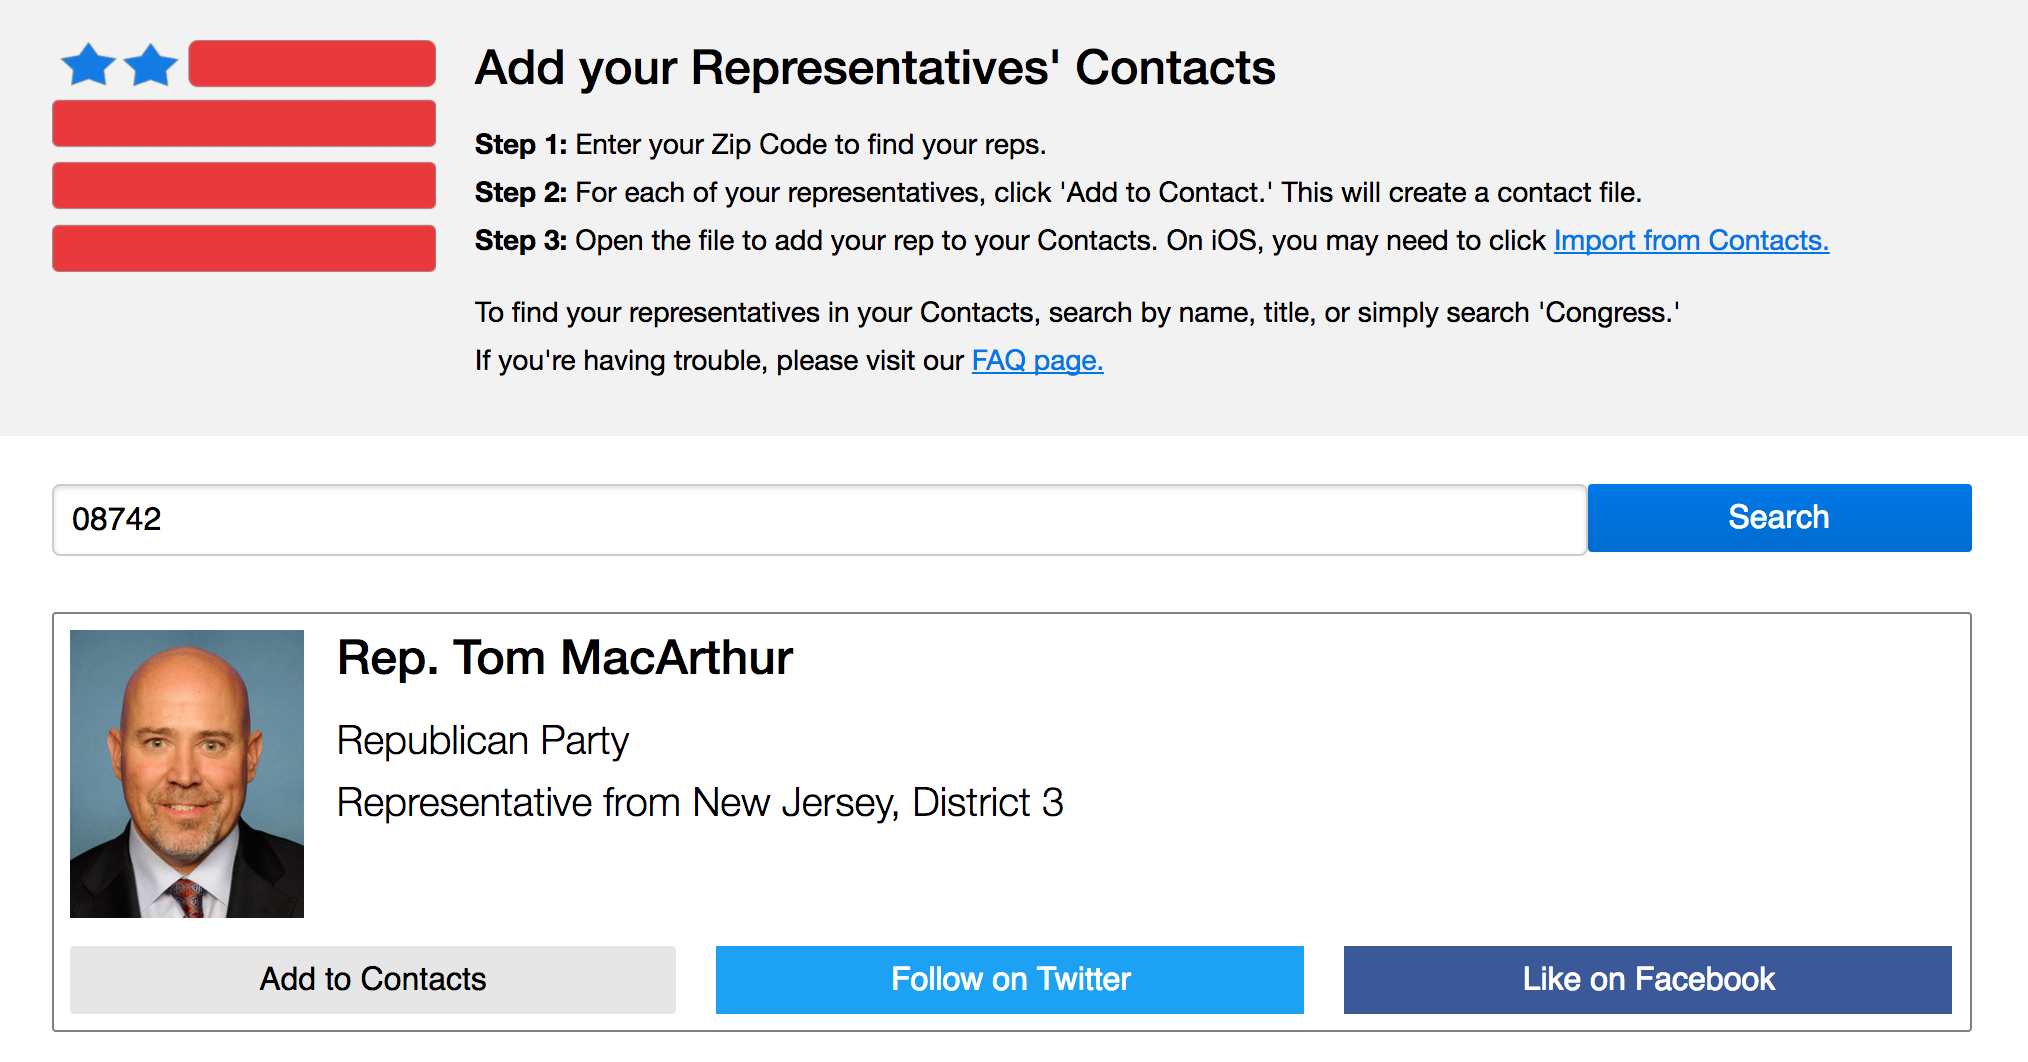 Add your Representatives' Contacts
Step 1: Enter your Zip Code to find your reps.
Step 2: For each of your representatives, click 'Add to Contact.' This will create a contact file.
Step 3: Open the file to add your rep to your Contacts. On iOS, you may need to click Import from Contacts.
To find your representatives in your Contacts, search by name, title, or simply search 'Congress.'
If you're having trouble, please visit our FAQ page.
08742
Search
Rep. Tom MacArthur
Republican Party
Representative from New Jersey, District 3
Add to Contacts
Follow on Twitter
Like on Facebook